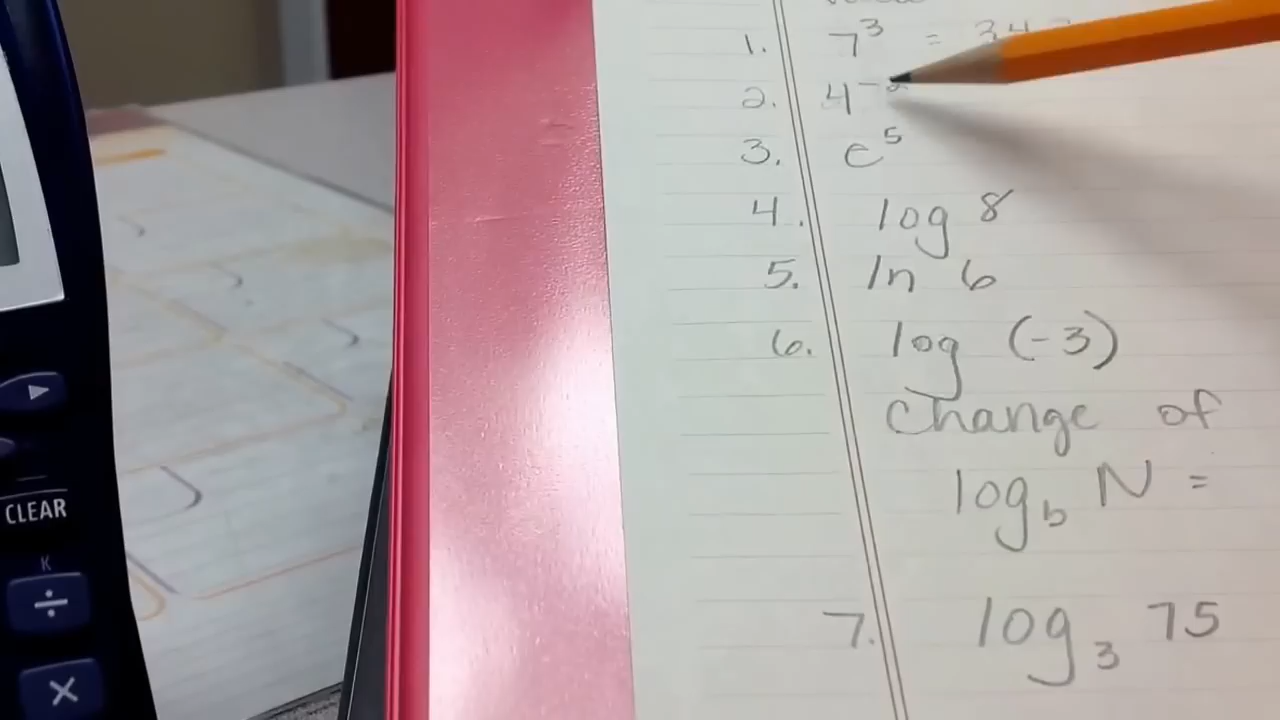 1. 7³ = 34
2. 4⁻²
3. e⁵
4. log 8
5. ln 6
6. log (-3)
Change of
log_b N =
7. log₃ 75
CLEAR
K
÷
×